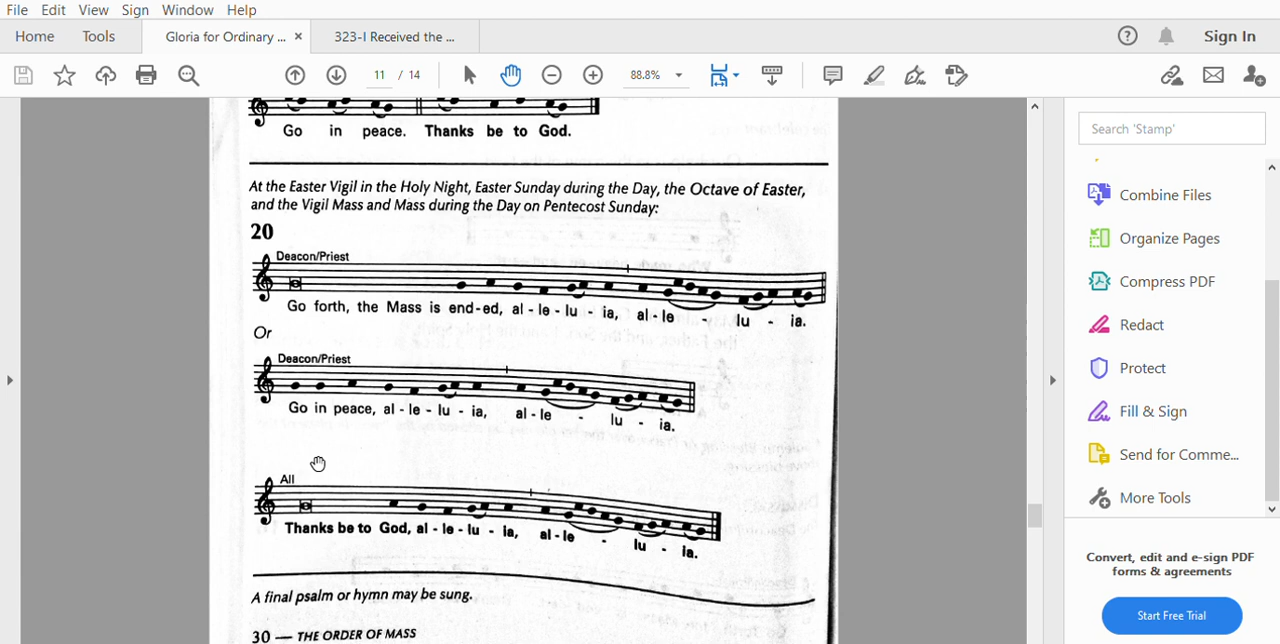 File Edit View Sign Window Help
Home Tools Gloria for Ordinary ... × 323-I Received the ... Sign In
11 / 14 88.8%
Go in peace. Thanks be to God.
At the Easter Vigil in the Holy Night, Easter Sunday during the Day, the Octave of Easter,
and the Vigil Mass and Mass during the Day on Pentecost Sunday:
20
Deacon/Priest
Go forth, the Mass is end-ed, al - le - lu - ia, al - le - lu - ia.
Or
Deacon/Priest
Go in peace, al - le - lu - ia, al - le - lu - ia.
All
Thanks be to God, al - le - lu - ia, al - le - lu - ia.
A final psalm or hymn may be sung.
30 — THE ORDER OF MASS
Search 'Stamp'
Combine Files
Organize Pages
Compress PDF
Redact
Protect
Fill & Sign
Send for Comme...
More Tools
Convert, edit and e-sign PDF
forms & agreements
Start Free Trial